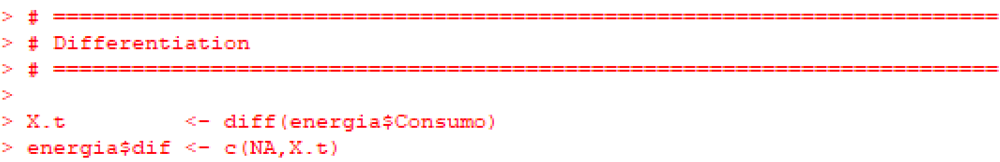 > # ========================================================================
> # Differentiation
> # ========================================================================
>
> X.t         <- diff(energia$Consumo)
> energia$dif <- c(NA,X.t)